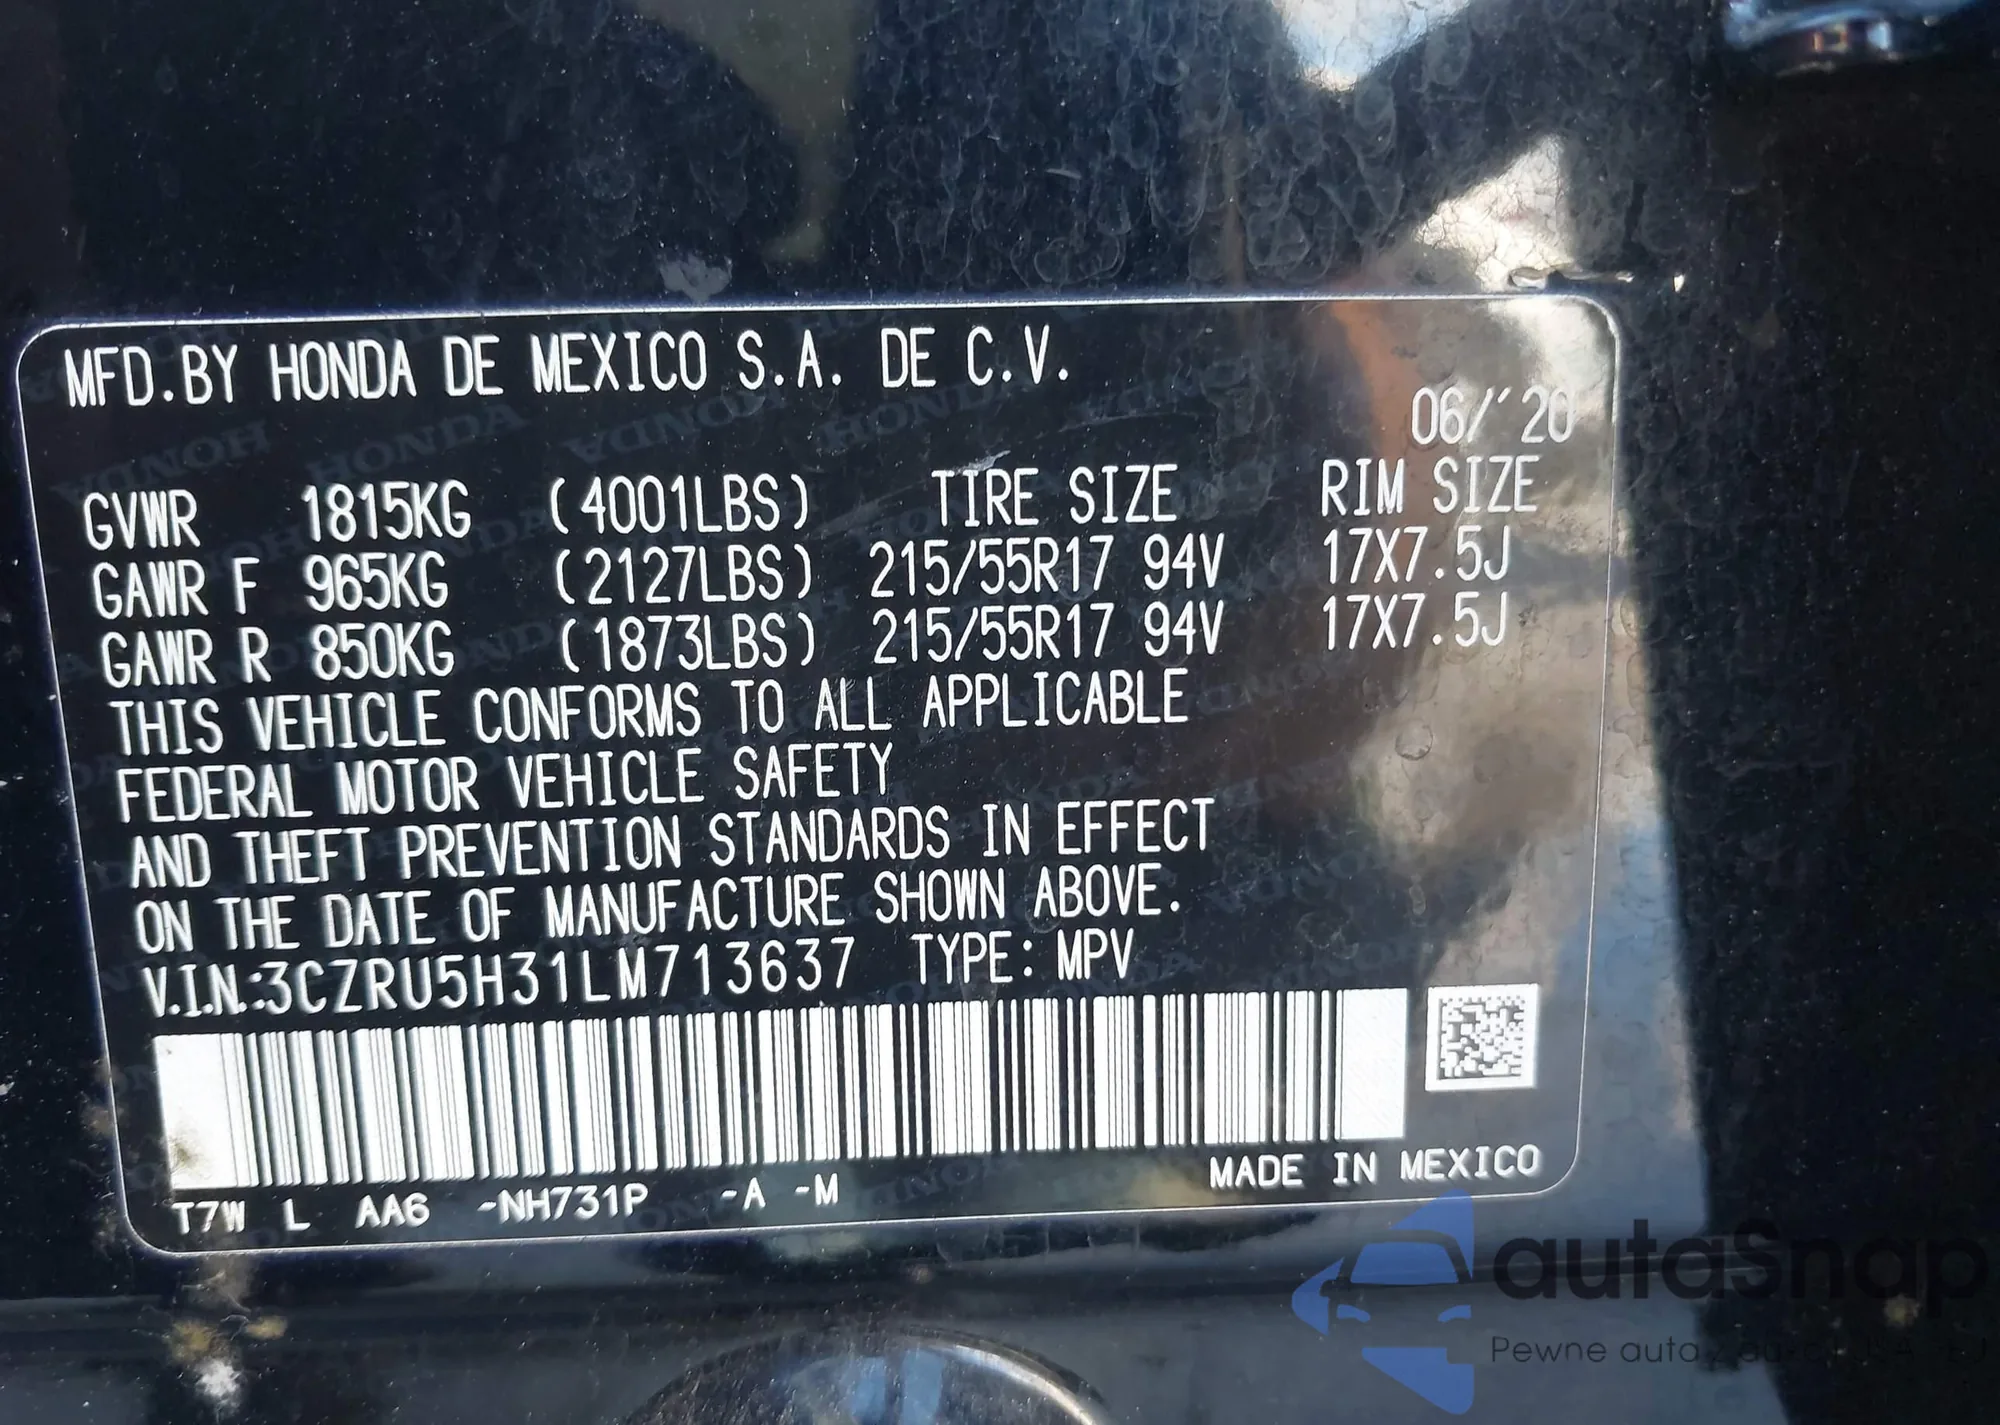 MFD.BY HONDA DE MEXICO S.A. DE C.V.
06/'20
GVWR 1815KG (4001LBS) TIRE SIZE RIM SIZE
GAWR F 965KG (2127LBS) 215/55R17 94V 17X7.5J
GAWR R 850KG (1873LBS) 215/55R17 94V 17X7.5J
THIS VEHICLE CONFORMS TO ALL APPLICABLE
FEDERAL MOTOR VEHICLE SAFETY
AND THEFT PREVENTION STANDARDS IN EFFECT
ON THE DATE OF MANUFACTURE SHOWN ABOVE.
V.I.N.:3CZRU5H31LM713637 TYPE: MPV
T7W L AA6 -NH731P -A -M MADE IN MEXICO
autaSnap
Pewne auta